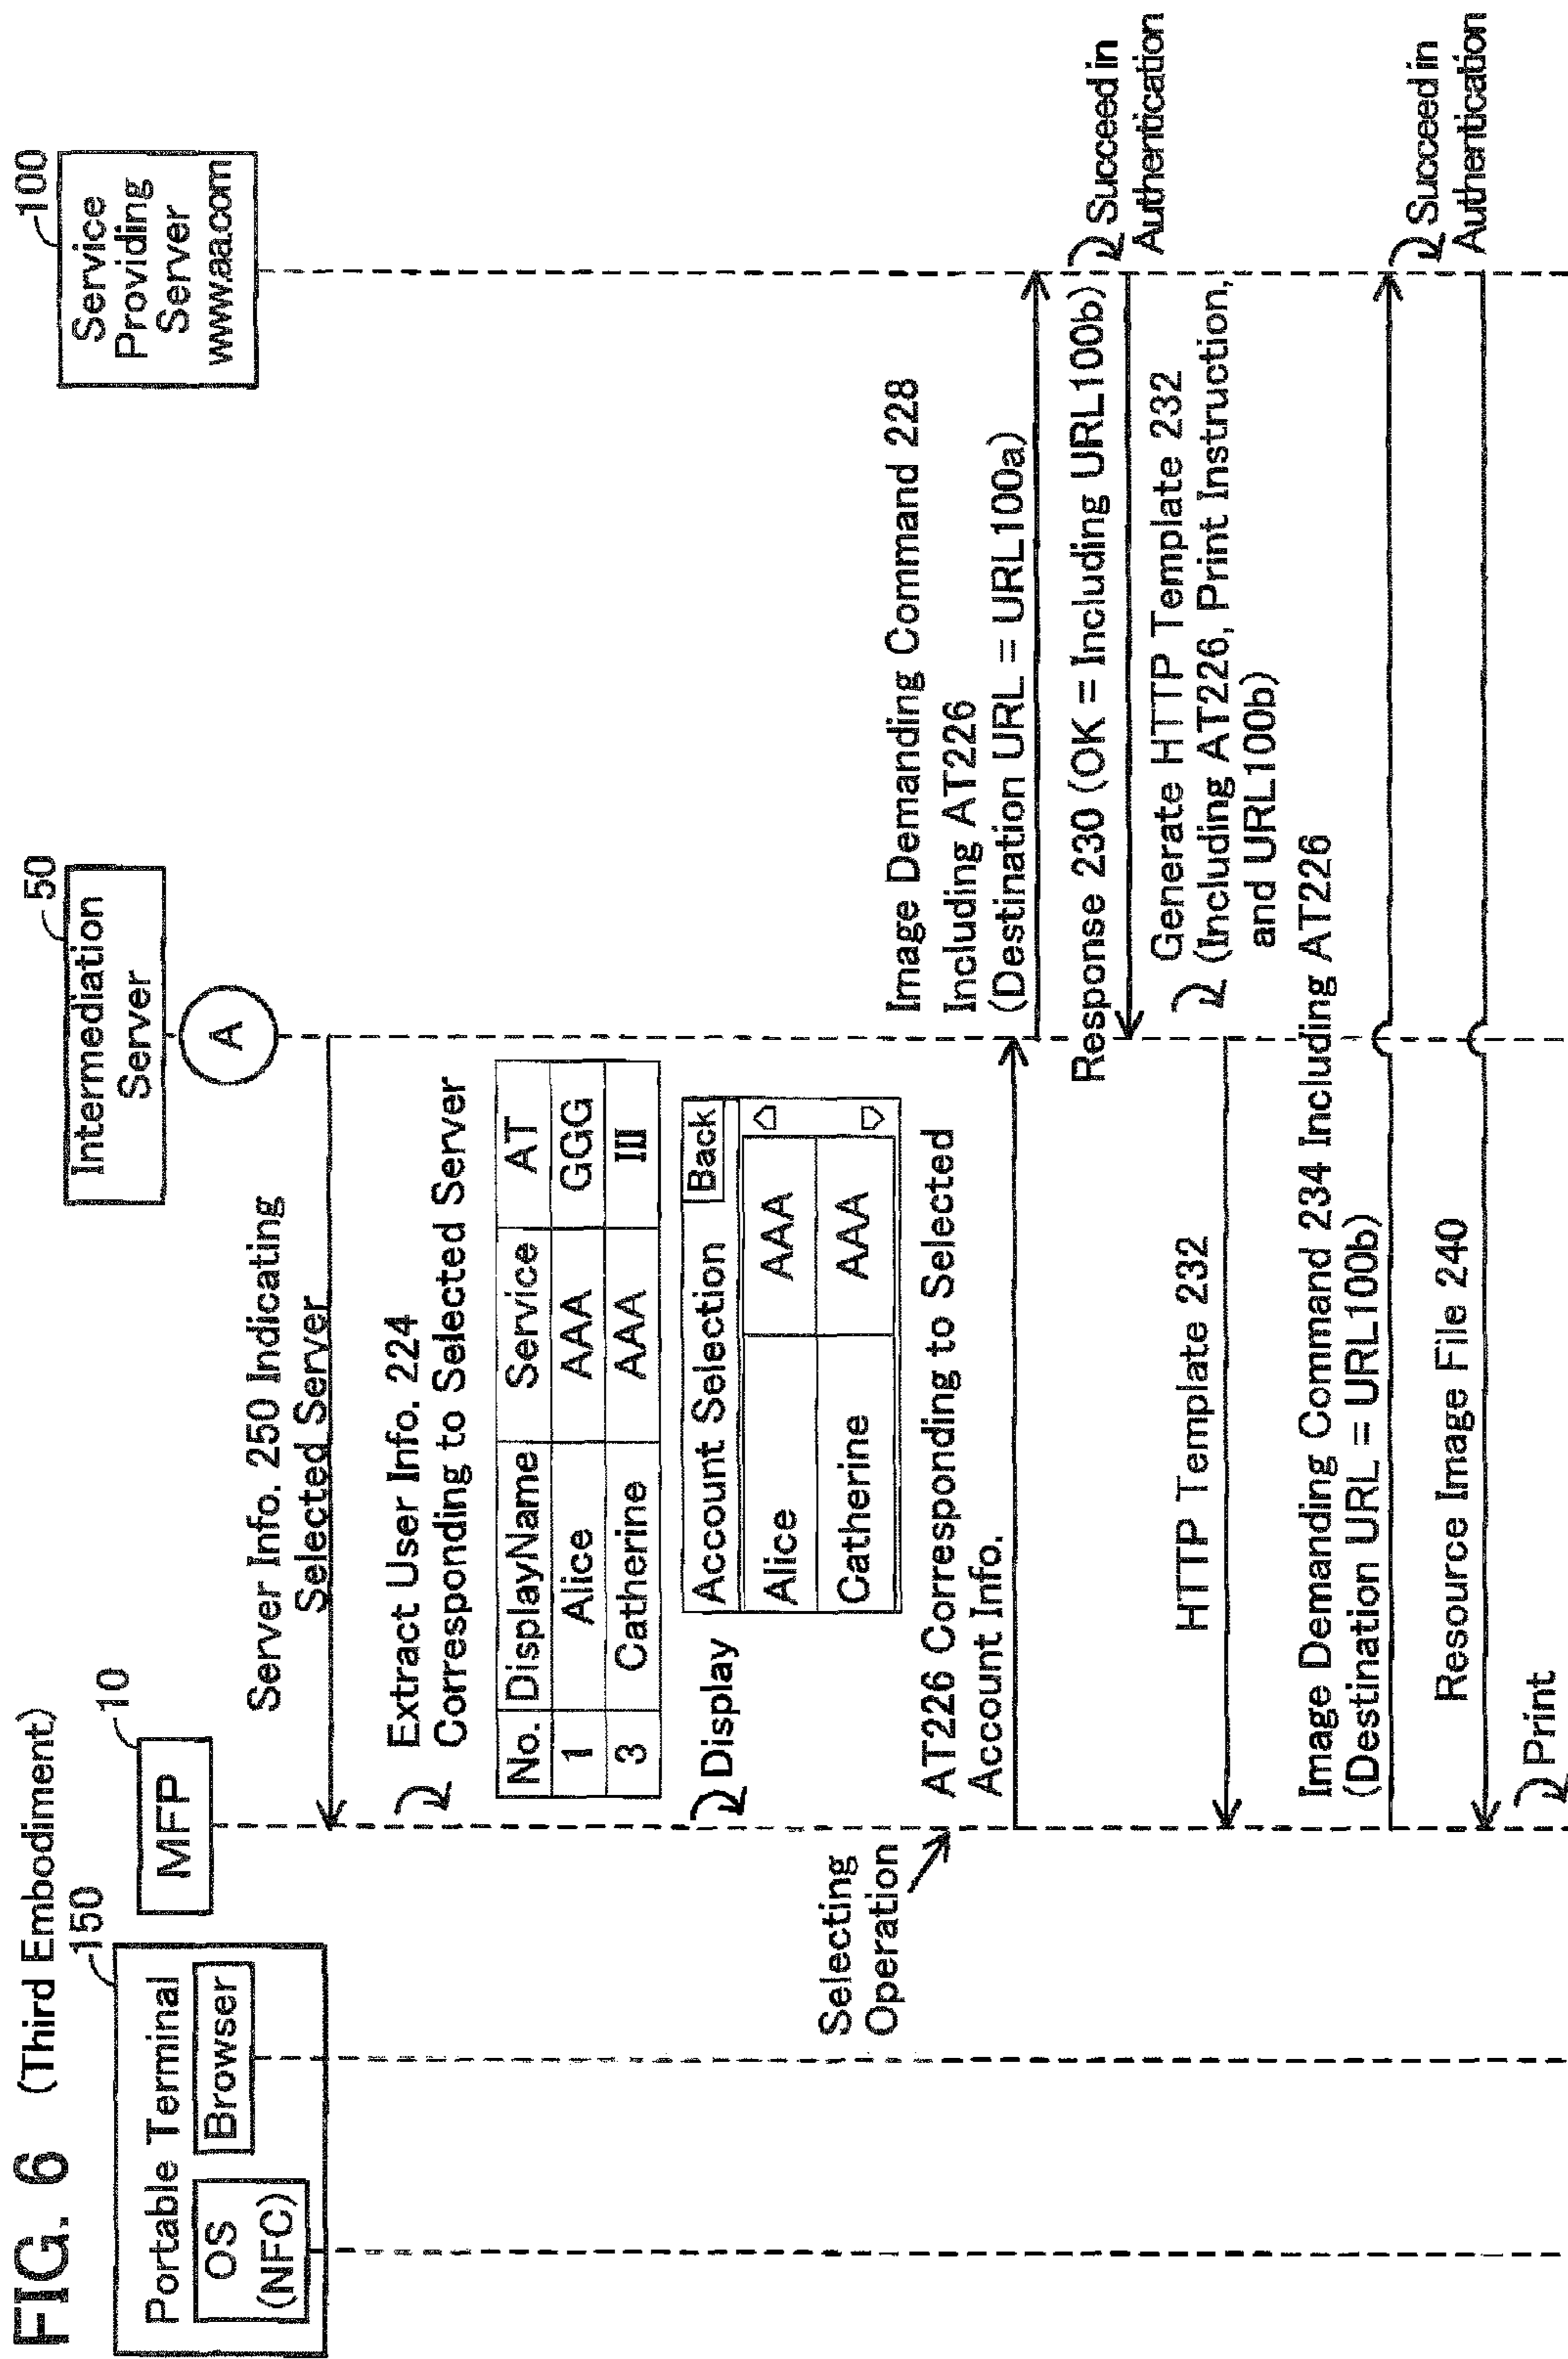 FIG. 6 (Third Embodiment)
150
Portable Terminal
OS
(NFC)
Browser
10
MFP
50
Intermediation
Server
A
100
Service
Providing
Server
www.aa.com
Server Info. 250 Indicating
Selected Server
Extract User Info. 224
Corresponding to Selected Server
No. DisplayName Service AT
1 Alice AAA GGG
3 Catherine AAA III
Display
Account Selection Back
Alice AAA
Catherine AAA
Selecting
Operation
AT226 Corresponding to Selected
Account Info.
Image Demanding Command 228
Including AT226
(Destination URL = URL100a)
Succeed in
Authentication
Response 230 (OK = Including URL100b)
Generate HTTP Template 232
(Including AT226, Print Instruction,
and URL100b)
HTTP Template 232
Image Demanding Command 234 Including AT226
(Destination URL = URL100b)
Succeed in
Authentication
Resource Image File 240
Print